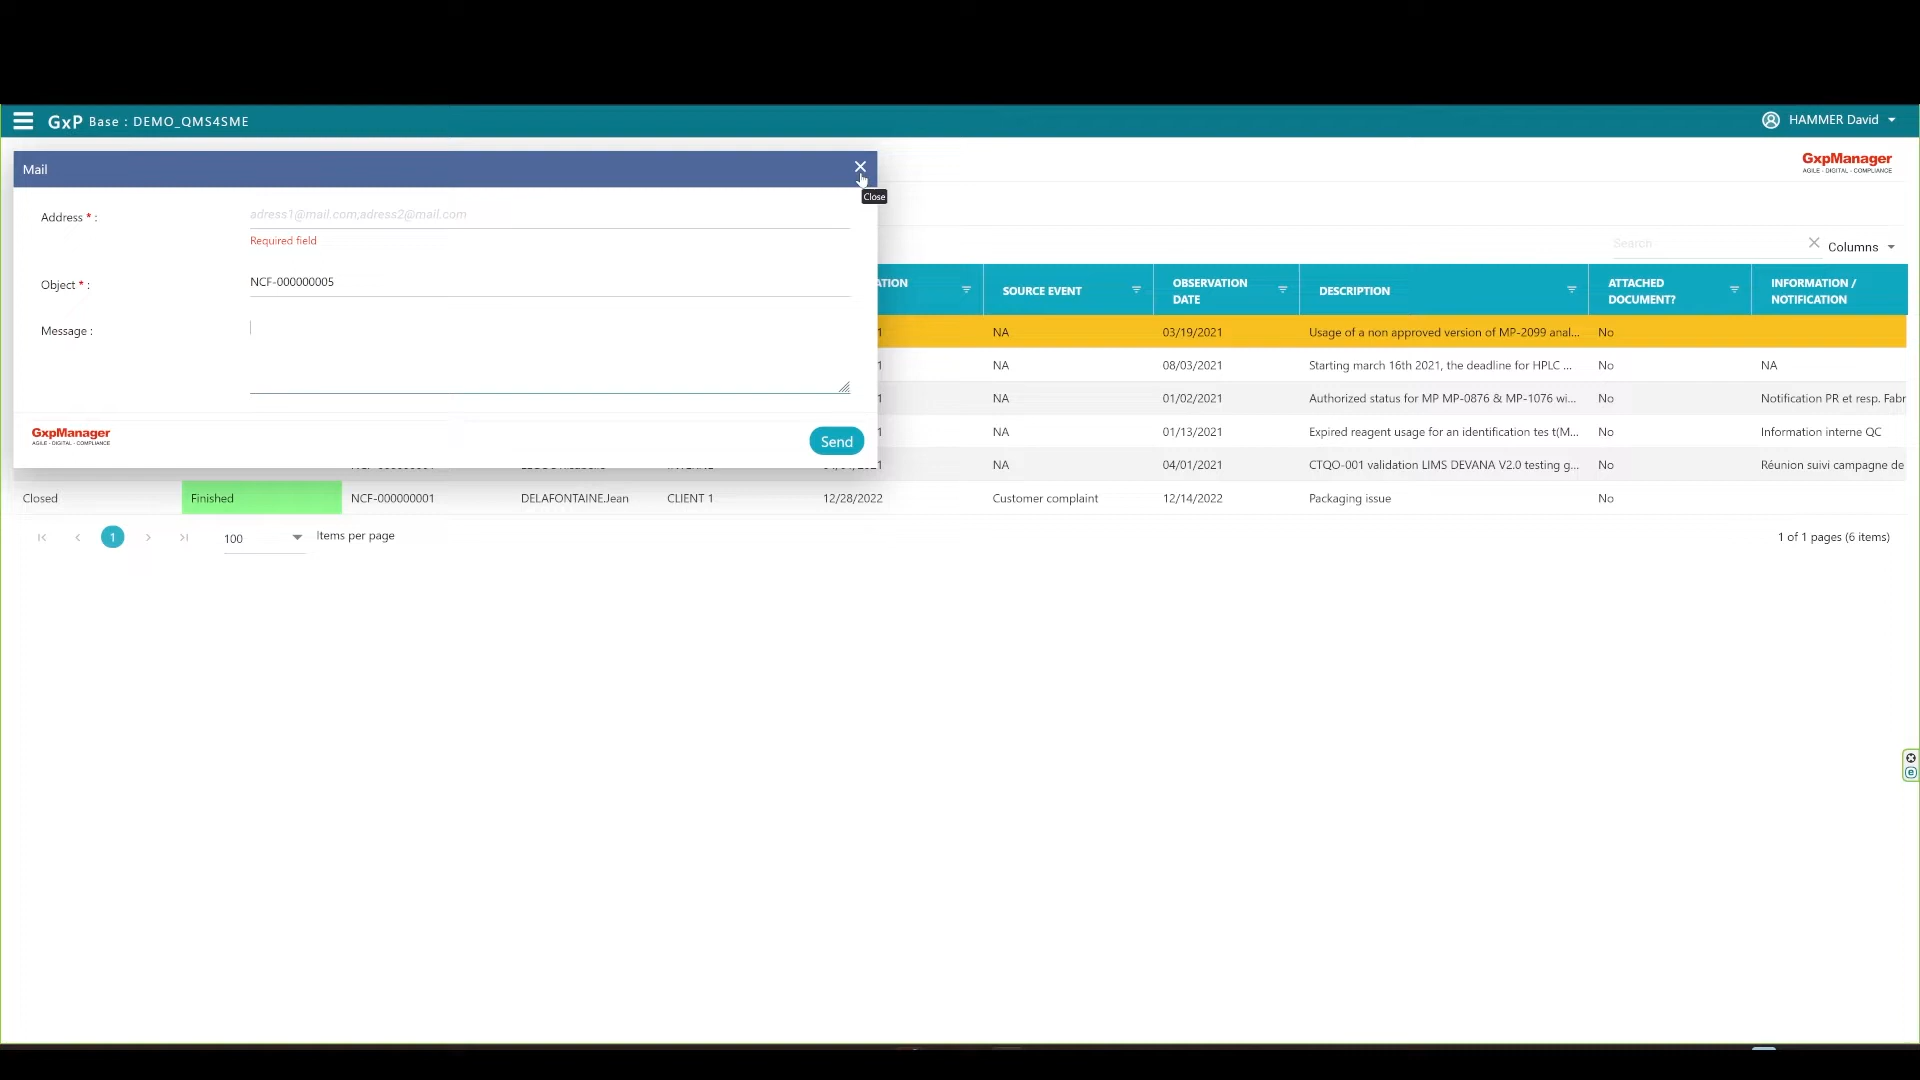 GxP Base : DEMO_QMS4SME
HAMMER David
Mail
Close
GxpManager
AGILE - DIGITAL - COMPLIANCE
Address * :
adress1@mail.com;adress2@mail.com
Required field
Object * :
NCF-000000005
Message :
GxpManager
AGILE - DIGITAL - COMPLIANCE
Send
Search
Columns
ATION SOURCE EVENT OBSERVATION DATE DESCRIPTION ATTACHED DOCUMENT? INFORMATION / NOTIFICATION
1 NA 03/19/2021 Usage of a non approved version of MP-2099 anal... No
1 NA 08/03/2021 Starting march 16th 2021, the deadline for HPLC ... No NA
1 NA 01/02/2021 Authorized status for MP MP-0876 & MP-1076 wi... No Notification PR et resp. Fabr
1 NA 01/13/2021 Expired reagent usage for an identification tes t(M... No Information interne QC
NA 04/01/2021 CTQO-001 validation LIMS DEVANA V2.0 testing g... No Réunion suivi campagne de
Closed Finished NCF-000000001 DELAFONTAINE.Jean CLIENT 1 12/28/2022 Customer complaint 12/14/2022 Packaging issue No
1 100 Items per page 1 of 1 pages (6 items)